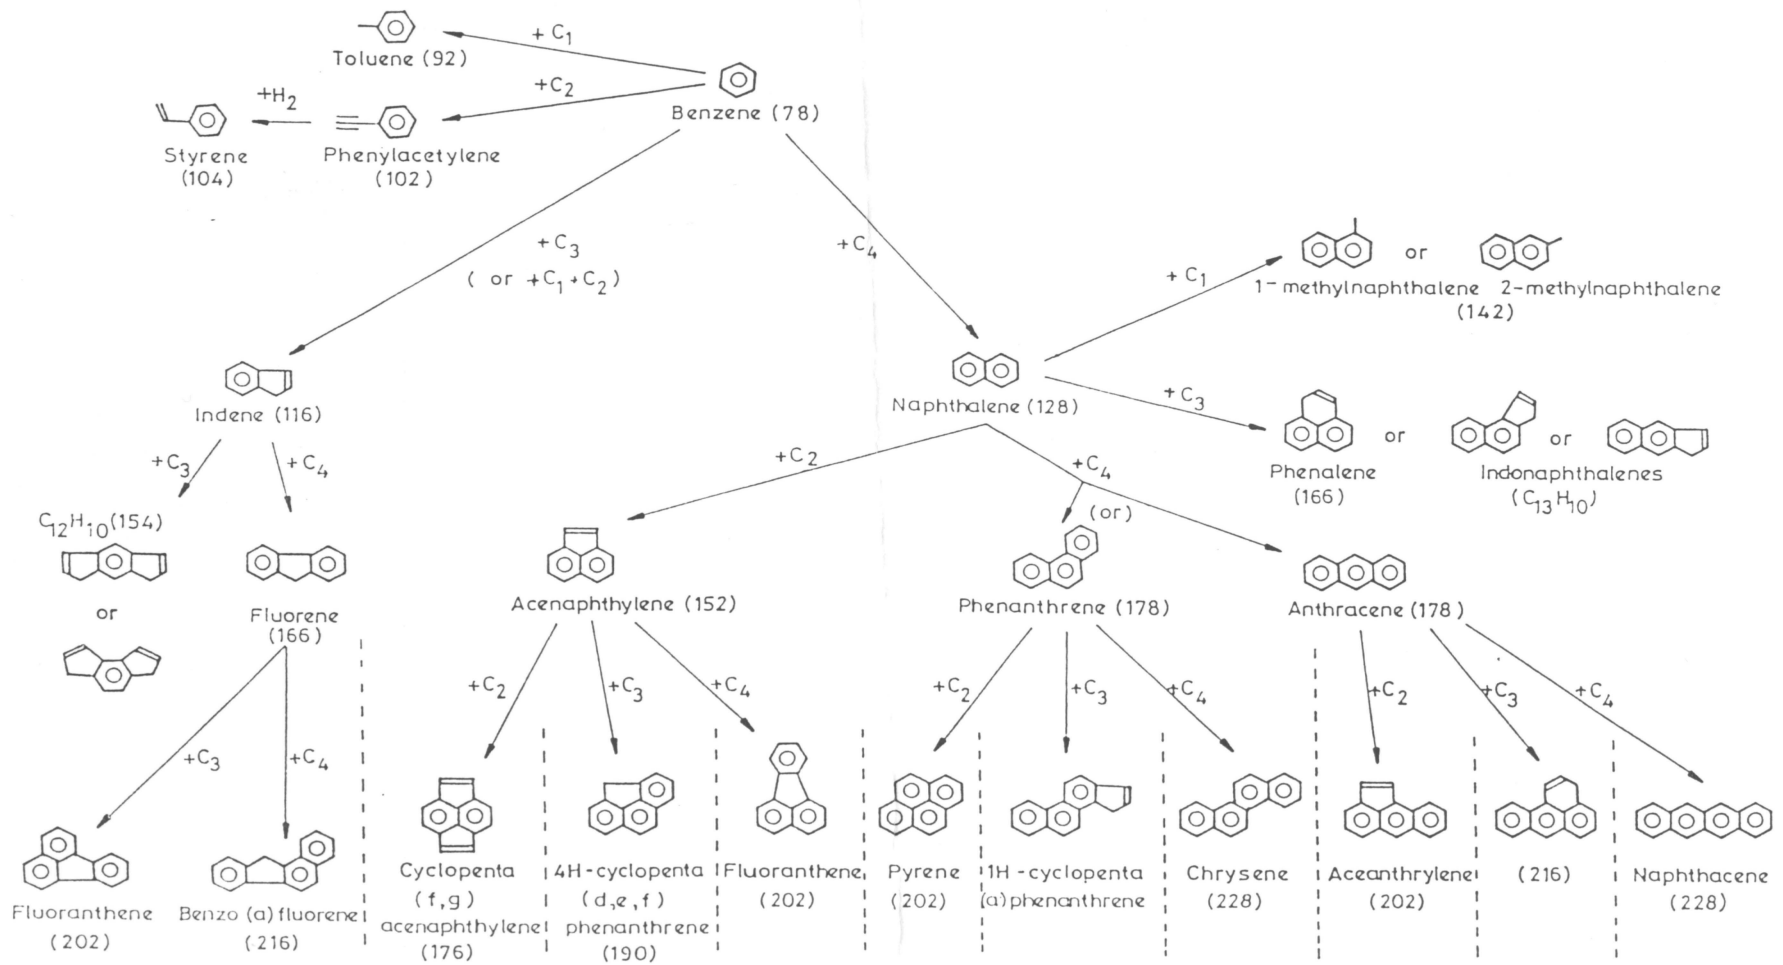 + C1
Toluene (92)
+C2
+H2
Benzene (78)
Styrene
(104)
Phenylacetylene
(102)
+ C3
( or +C1+C2)
+C4
+ C1
or
1-methylnaphthalene 2-methylnaphthalene
(142)
Indene (116)
Naphthalene (128)
+ C3
or
or
Phenalene
(166)
Indonaphthalenes
(C13H10)
+C3
+C4
+C2
+C4
(or)
C12H10(154)
or
Fluorene
(166)
Acenaphthylene (152)
Phenanthrene (178)
Anthracene (178)
+C2
+C3
+C4
+C2
+C3
+C4
+C2
+C3
+C4
+C3
+C4
Fluoranthene
(202)
Benzo (a) fluorene
(216)
Cyclopenta
(f,g)
acenaphthylene
(176)
4H-cyclopenta
(d,e,f)
phenanthrene
(190)
Fluoranthene
(202)
Pyrene
(202)
1H-cyclopenta
(a)phenanthrene
Chrysene
(228)
Aceanthrylene
(202)
(216)
Naphthacene
(228)